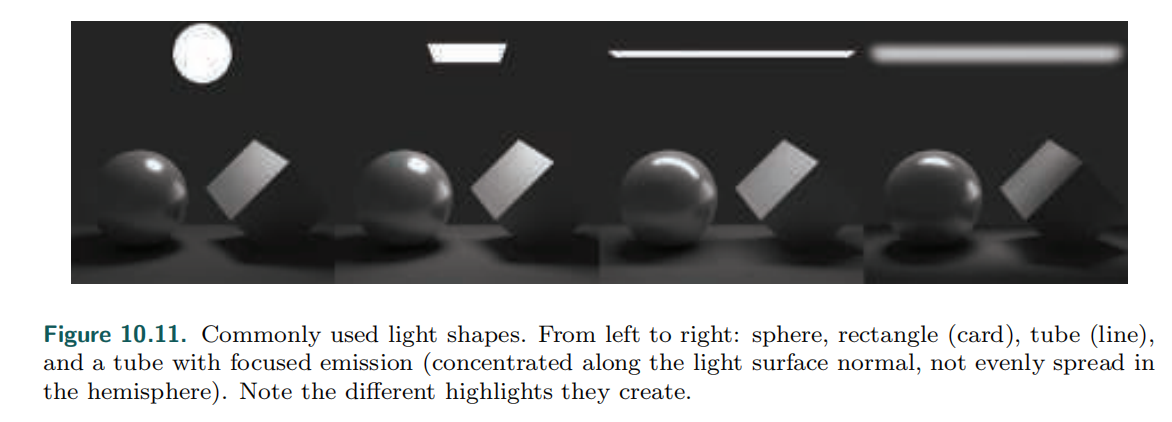 Figure 10.11. Commonly used light shapes. From left to right: sphere, rectangle (card), tube (line),
and a tube with focused emission (concentrated along the light surface normal, not evenly spread in
the hemisphere). Note the different highlights they create.